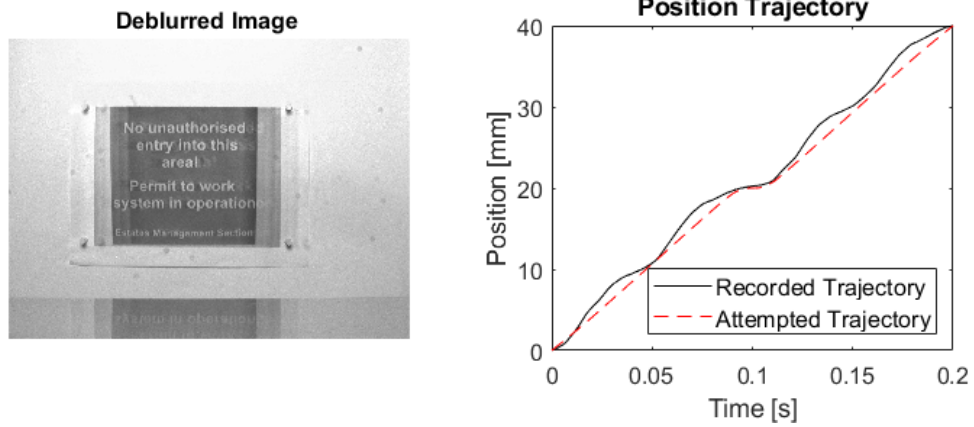 Deblurred Image
No unauthorised
entry into this
area!
Permit to work
system in operation
Estates Management Section
Position Trajectory
Position [mm]
40
30
20
10
0
Recorded Trajectory
Attempted Trajectory
0
0.05
0.1
0.15
0.2
Time [s]